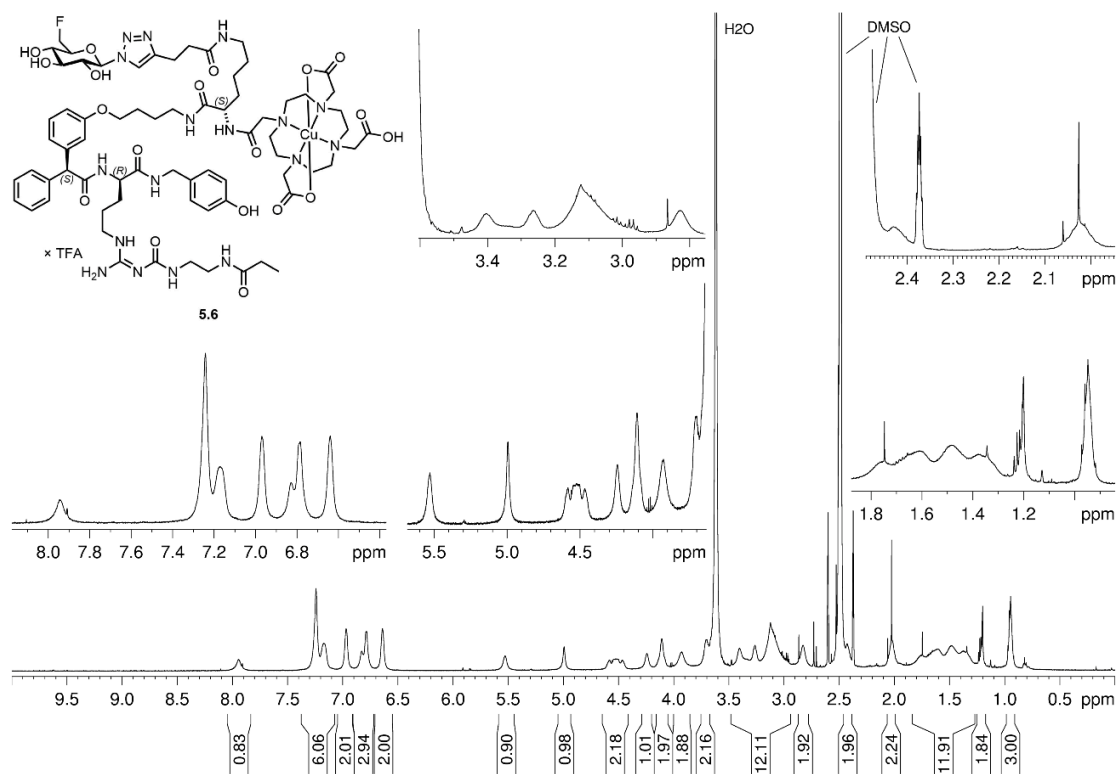 F
N N
O H
HO O N N N
HO OH
O
O
O (S) N N
O N H
H N O OH
O Cu
N N
H O
O
O
H (R) O
N N
(S) H
O
OH
O
NH O H
× TFA
H2N N N N
H O
5.6
H2O
DMSO
3.4 3.2 3.0 ppm
2.4 2.3 2.2 2.1 ppm
8.0 7.8 7.6 7.4 7.2 7.0 6.8 ppm
5.5 5.0 4.5 ppm
1.8 1.6 1.4 1.2 ppm
9.5 9.0 8.5 8.0 7.5 7.0 6.5 6.0 5.5 5.0 4.5 4.0 3.5 3.0 2.5 2.0 1.5 1.0 0.5 ppm
0.83 6.06 2.01 2.94 2.00 0.90 0.98 2.18 1.01 1.97 1.88 2.16 12.11 1.92 1.96 2.24 11.91 1.84 3.00